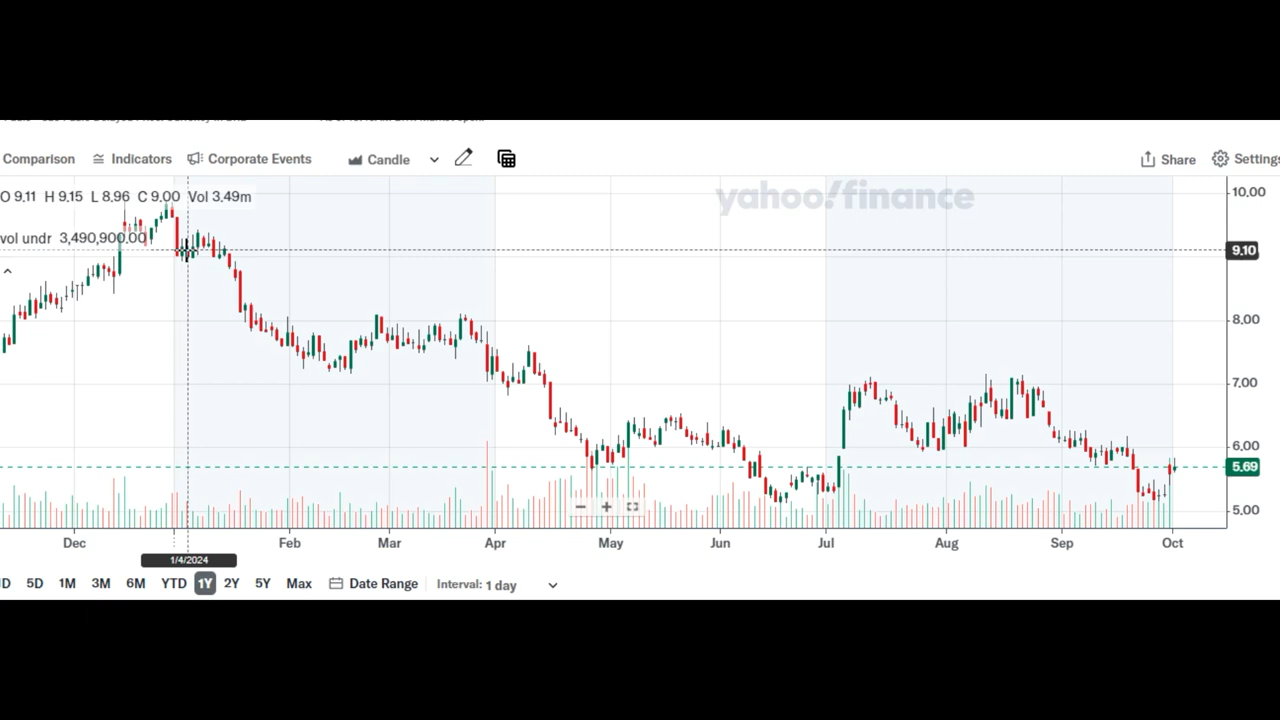 Comparison Indicators Corporate Events Candle Share Settings
yahoo!finance
O 9.11 H 9.15 L 8.96 C 9.00 Vol 3.49m
vol undr 3,490,900.00
10.00
9.10
8.00
7.00
6.00
5.69
5.00
Dec Feb Mar Apr May Jun Jul Aug Sep Oct
1/4/2024
5D 1M 3M 6M YTD 1Y 2Y 5Y Max Date Range Interval: 1 day